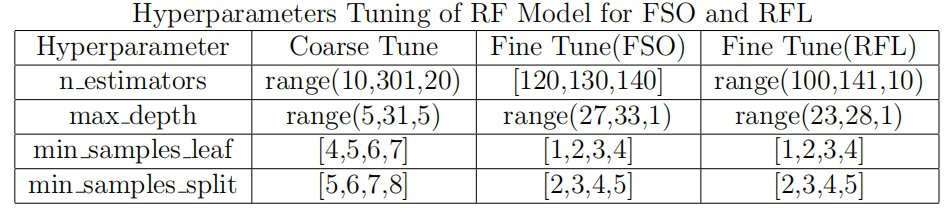 Hyperparameters Tuning of RF Model for FSO and RFL
Hyperparameter Coarse Tune Fine Tune(FSO) Fine Tune(RFL)
n_estimators range(10,301,20) [120,130,140] range(100,141,10)
max_depth range(5,31,5) range(27,33,1) range(23,28,1)
min_samples_leaf [4,5,6,7] [1,2,3,4] [1,2,3,4]
min_samples_split [5,6,7,8] [2,3,4,5] [2,3,4,5]